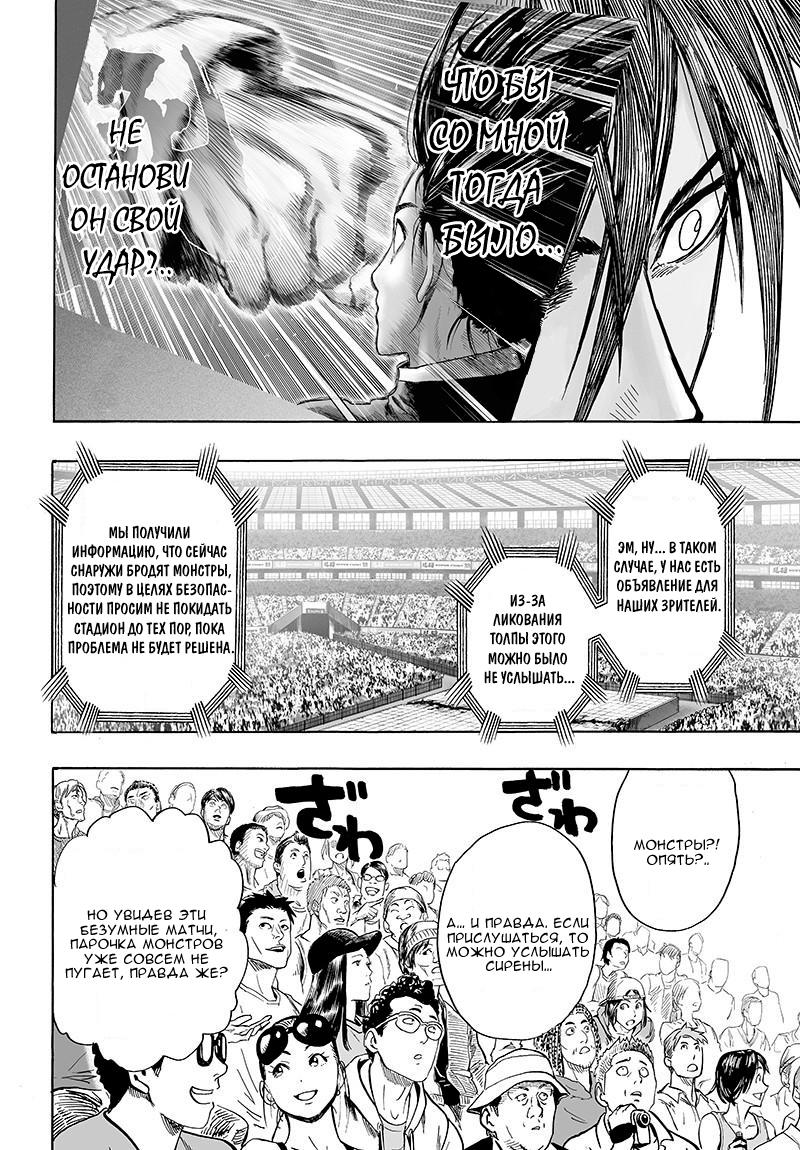 ЧТО БЫ
СО МНОЙ
ТОГДА
БЫЛО...
НЕ
ОСТАНОВИ
ОН СВОЙ
УДАР?..
ЭМ, НУ... В ТАКОМ
СЛУЧАЕ, У НАС ЕСТЬ
ОБЪЯВЛЕНИЕ ДЛЯ
НАШИХ ЗРИТЕЛЕЙ.
ИЗ-ЗА
ЛИКОВАНИЯ
ТОЛПЫ ЭТОГО
МОЖНО БЫЛО
НЕ УСЛЫШАТЬ...
МЫ ПОЛУЧИЛИ
ИНФОРМАЦИЮ, ЧТО СЕЙЧАС
СНАРУЖИ БРОДЯТ МОНСТРЫ,
ПОЭТОМУ В ЦЕЛЯХ БЕЗОПАС-
НОСТИ ПРОСИМ НЕ ПОКИДАТЬ
СТАДИОН ДО ТЕХ ПОР, ПОКА
ПРОБЛЕМА НЕ БУДЕТ РЕШЕНА.
МОНСТРЫ?!
ОПЯТЬ?..
ざわ
А... И ПРАВДА. ЕСЛИ
ПРИСЛУШАТЬСЯ, ТО
МОЖНО УСЛЫШАТЬ
СИРЕНЫ...
ざわ
НО УВИДЕВ ЭТИ
БЕЗУМНЫЕ МАТЧИ,
ПАРОЧКА МОНСТРОВ
УЖЕ СОВСЕМ НЕ
ПУГАЕТ, ПРАВДА ЖЕ?